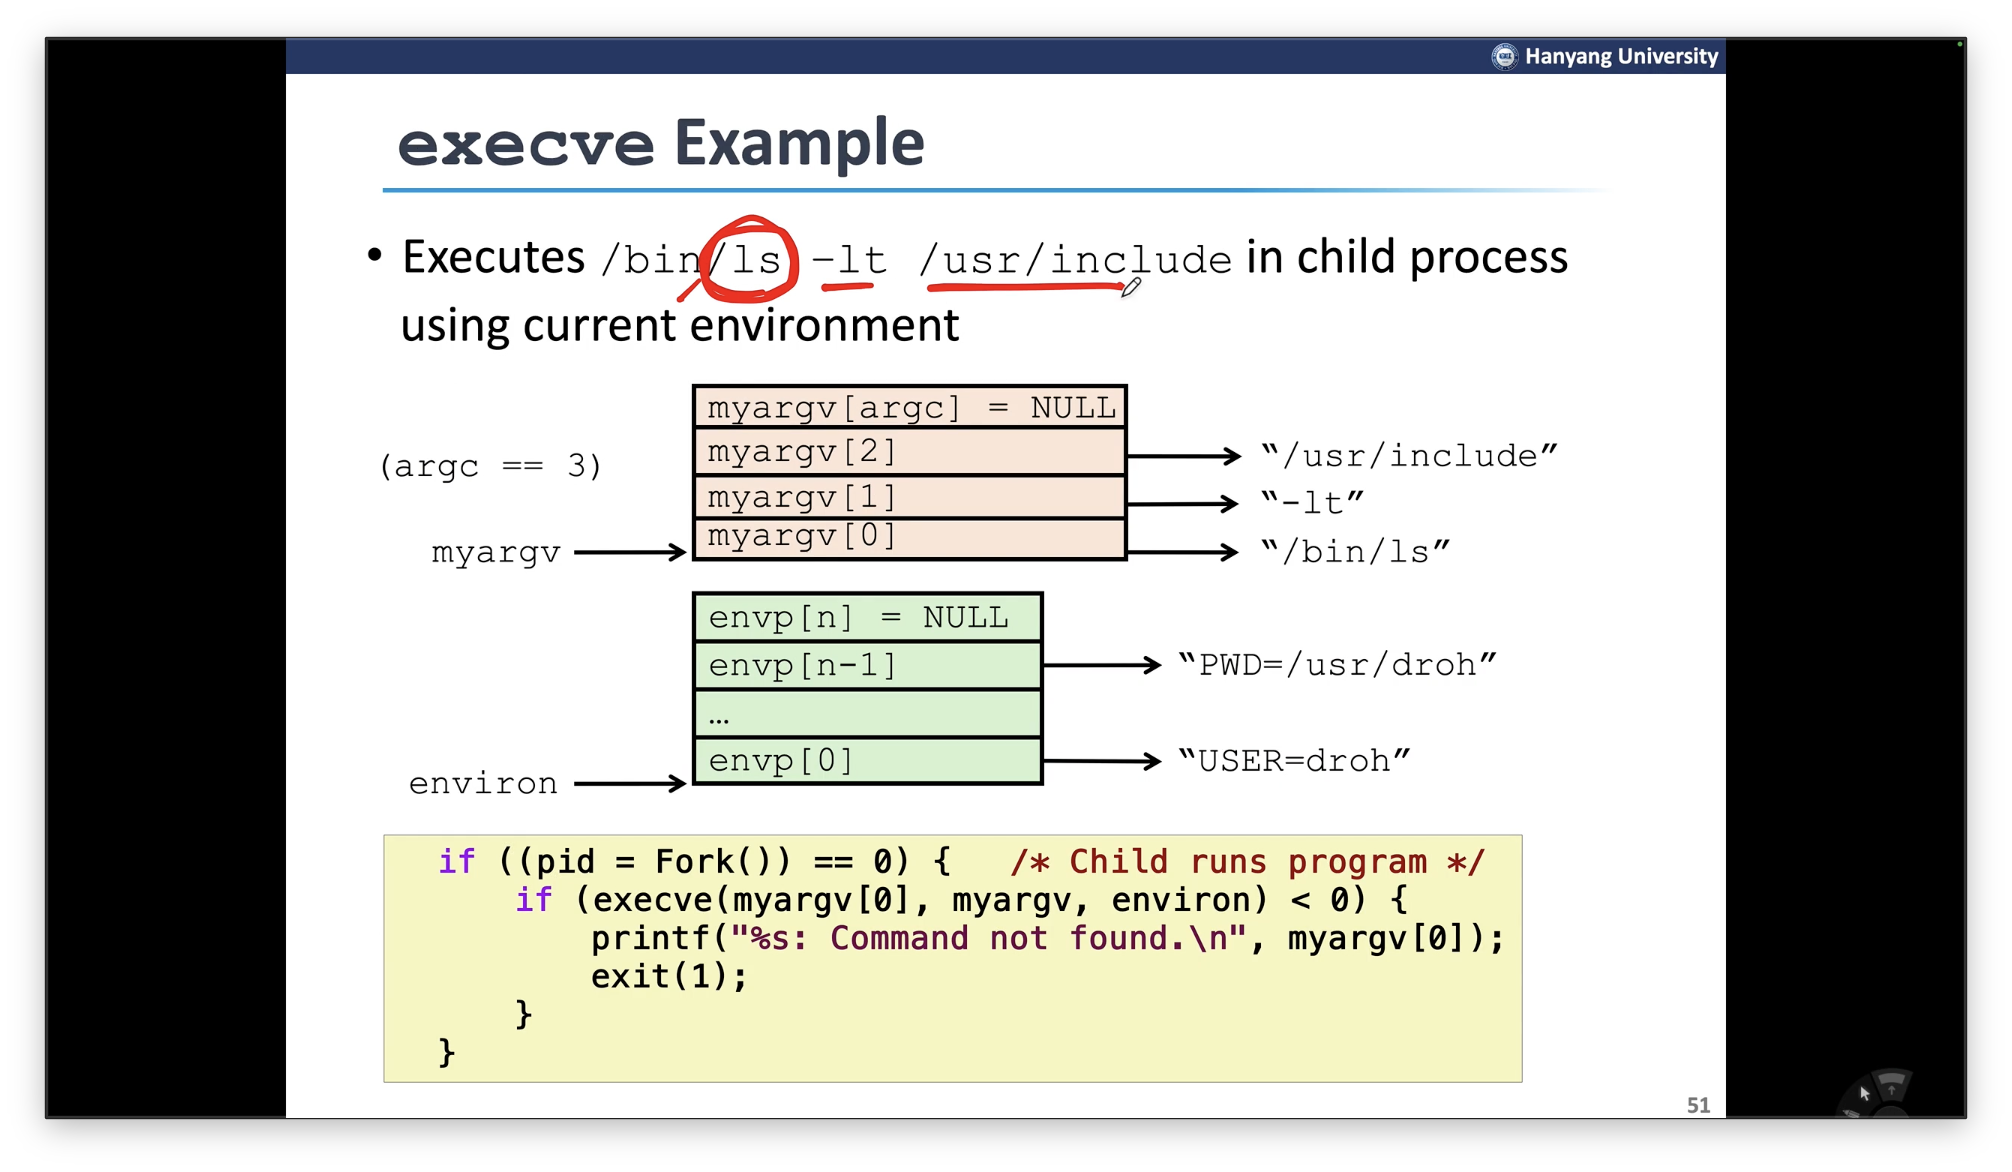 Hanyang University
execve Example
• Executes /bin/ls -lt /usr/include in child process
using current environment
myargv[argc] = NULL
(argc == 3)
myargv[2]
“/usr/include”
myargv[1]
“-lt”
myargv
myargv[0]
“/bin/ls”
envp[n] = NULL
envp[n-1]
“PWD=/usr/droh”
…
envp[0]
“USER=droh”
environ
if ((pid = Fork()) == 0) {   /* Child runs program */
    if (execve(myargv[0], myargv, environ) < 0) {
        printf("%s: Command not found.\n", myargv[0]);
        exit(1);
    }
}
51